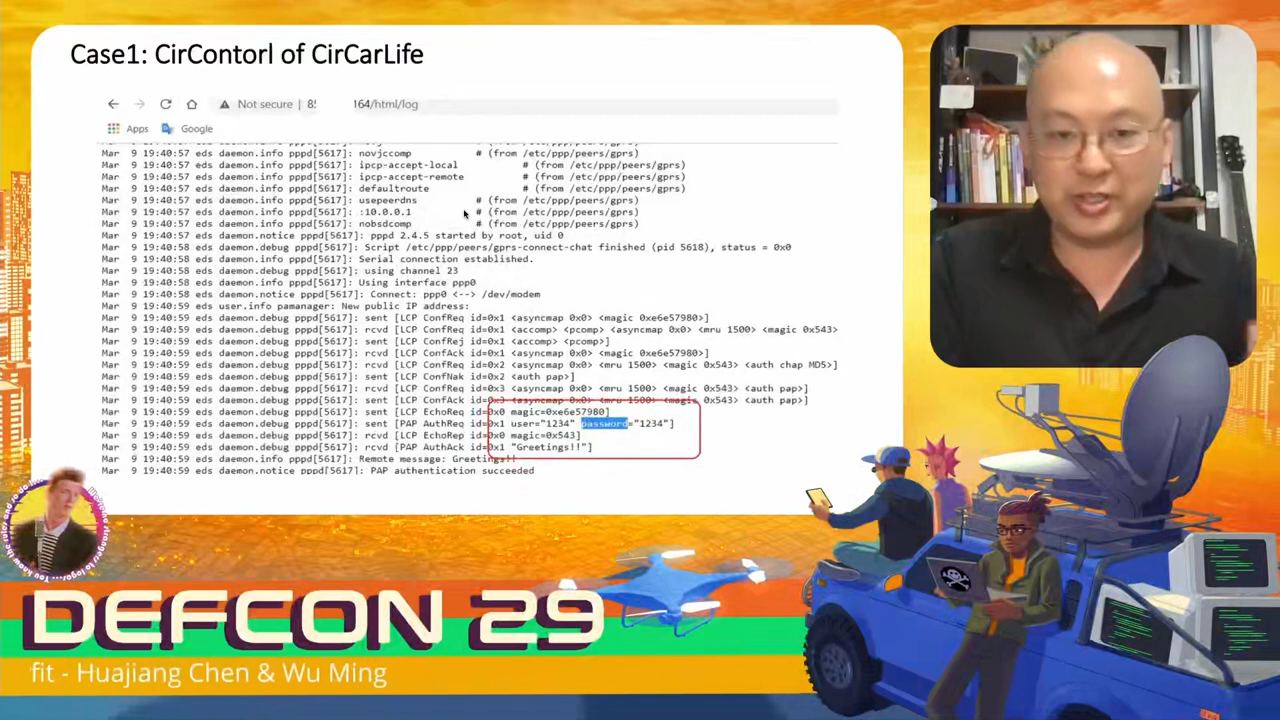 Case1: CirContorl of CirCarLife
Not secure | 85 164/html/log
Apps Google
Mar 9 19:40:57 eds daemon.info pppd[5617]: novjccomp # (from /etc/ppp/peers/gprs)
Mar 9 19:40:57 eds daemon.info pppd[5617]: ipcp-accept-local # (from /etc/ppp/peers/gprs)
Mar 9 19:40:57 eds daemon.info pppd[5617]: ipcp-accept-remote # (from /etc/ppp/peers/gprs)
Mar 9 19:40:57 eds daemon.info pppd[5617]: defaultroute # (from /etc/ppp/peers/gprs)
Mar 9 19:40:57 eds daemon.info pppd[5617]: usepeerdns # (from /etc/ppp/peers/gprs)
Mar 9 19:40:57 eds daemon.info pppd[5617]: :10.0.0.1 # (from /etc/ppp/peers/gprs)
Mar 9 19:40:57 eds daemon.info pppd[5617]: nobsdcomp # (from /etc/ppp/peers/gprs)
Mar 9 19:40:57 eds daemon.notice pppd[5617]: pppd 2.4.5 started by root, uid 0
Mar 9 19:40:58 eds daemon.debug pppd[5617]: Script /etc/ppp/peers/gprs-connect-chat finished (pid 5618), status = 0x0
Mar 9 19:40:58 eds daemon.info pppd[5617]: Serial connection established.
Mar 9 19:40:58 eds daemon.debug pppd[5617]: using channel 23
Mar 9 19:40:58 eds daemon.info pppd[5617]: Using interface ppp0
Mar 9 19:40:58 eds daemon.notice pppd[5617]: Connect: ppp0 <--> /dev/modem
Mar 9 19:40:59 eds user.info pamanager: New public IP address:
Mar 9 19:40:59 eds daemon.debug pppd[5617]: sent [LCP ConfReq id=0x1 <asyncmap 0x0> <magic 0xe6e57980>]
Mar 9 19:40:59 eds daemon.debug pppd[5617]: rcvd [LCP ConfReq id=0x1 <accomp> <pcomp> <asyncmap 0x0> <mru 1500> <magic 0x543>
Mar 9 19:40:59 eds daemon.debug pppd[5617]: sent [LCP ConfRej id=0x1 <accomp> <pcomp>]
Mar 9 19:40:59 eds daemon.debug pppd[5617]: rcvd [LCP ConfAck id=0x1 <asyncmap 0x0> <magic 0xe6e57980>]
Mar 9 19:40:59 eds daemon.debug pppd[5617]: rcvd [LCP ConfReq id=0x2 <asyncmap 0x0> <mru 1500> <magic 0x543> <auth chap MD5>]
Mar 9 19:40:59 eds daemon.debug pppd[5617]: sent [LCP ConfNak id=0x2 <auth pap>]
Mar 9 19:40:59 eds daemon.debug pppd[5617]: rcvd [LCP ConfReq id=0x3 <asyncmap 0x0> <mru 1500> <magic 0x543> <auth pap>]
Mar 9 19:40:59 eds daemon.debug pppd[5617]: sent [LCP ConfAck id=0x3 <asyncmap 0x0> <mru 1500> <magic 0x543> <auth pap>]
Mar 9 19:40:59 eds daemon.debug pppd[5617]: sent [LCP EchoReq id=0x0 magic=0xe6e57980]
Mar 9 19:40:59 eds daemon.debug pppd[5617]: sent [PAP AuthReq id=0x1 user="1234" password="1234"]
Mar 9 19:40:59 eds daemon.debug pppd[5617]: rcvd [LCP EchoRep id=0x0 magic=0x543]
Mar 9 19:40:59 eds daemon.debug pppd[5617]: rcvd [PAP AuthAck id=0x1 "Greetings!!"]
Mar 9 19:40:59 eds daemon.info pppd[5617]: Remote message: Greetings!!
Mar 9 19:40:59 eds daemon.notice pppd[5617]: PAP authentication succeeded
DEFCON 29
fit - Huajiang Chen & Wu Ming